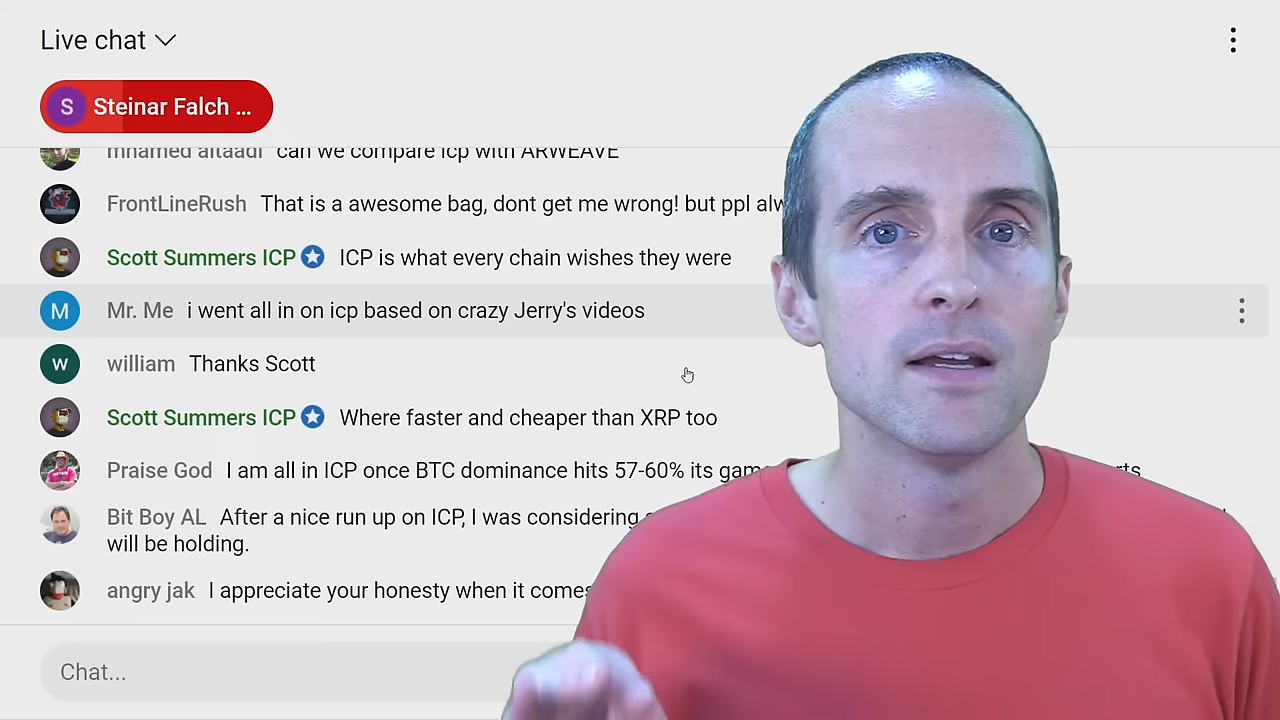 Live chat
S Steinar Falch ...
mhamed altaadi can we compare icp with ARWEAVE
FrontLineRush That is a awesome bag, dont get me wrong! but ppl
Scott Summers ICP ICP is what every chain wishes they were
M Mr. Me i went all in on icp based on crazy Jerry's videos
w william Thanks Scott
Scott Summers ICP Where faster and cheaper than XRP too
Praise God I am all in ICP once BTC dominance hits 57-60% its
Bit Boy AL After a nice run up on ICP, I was considering
will be holding.
angry jak I appreciate your honesty when it comes
Chat...